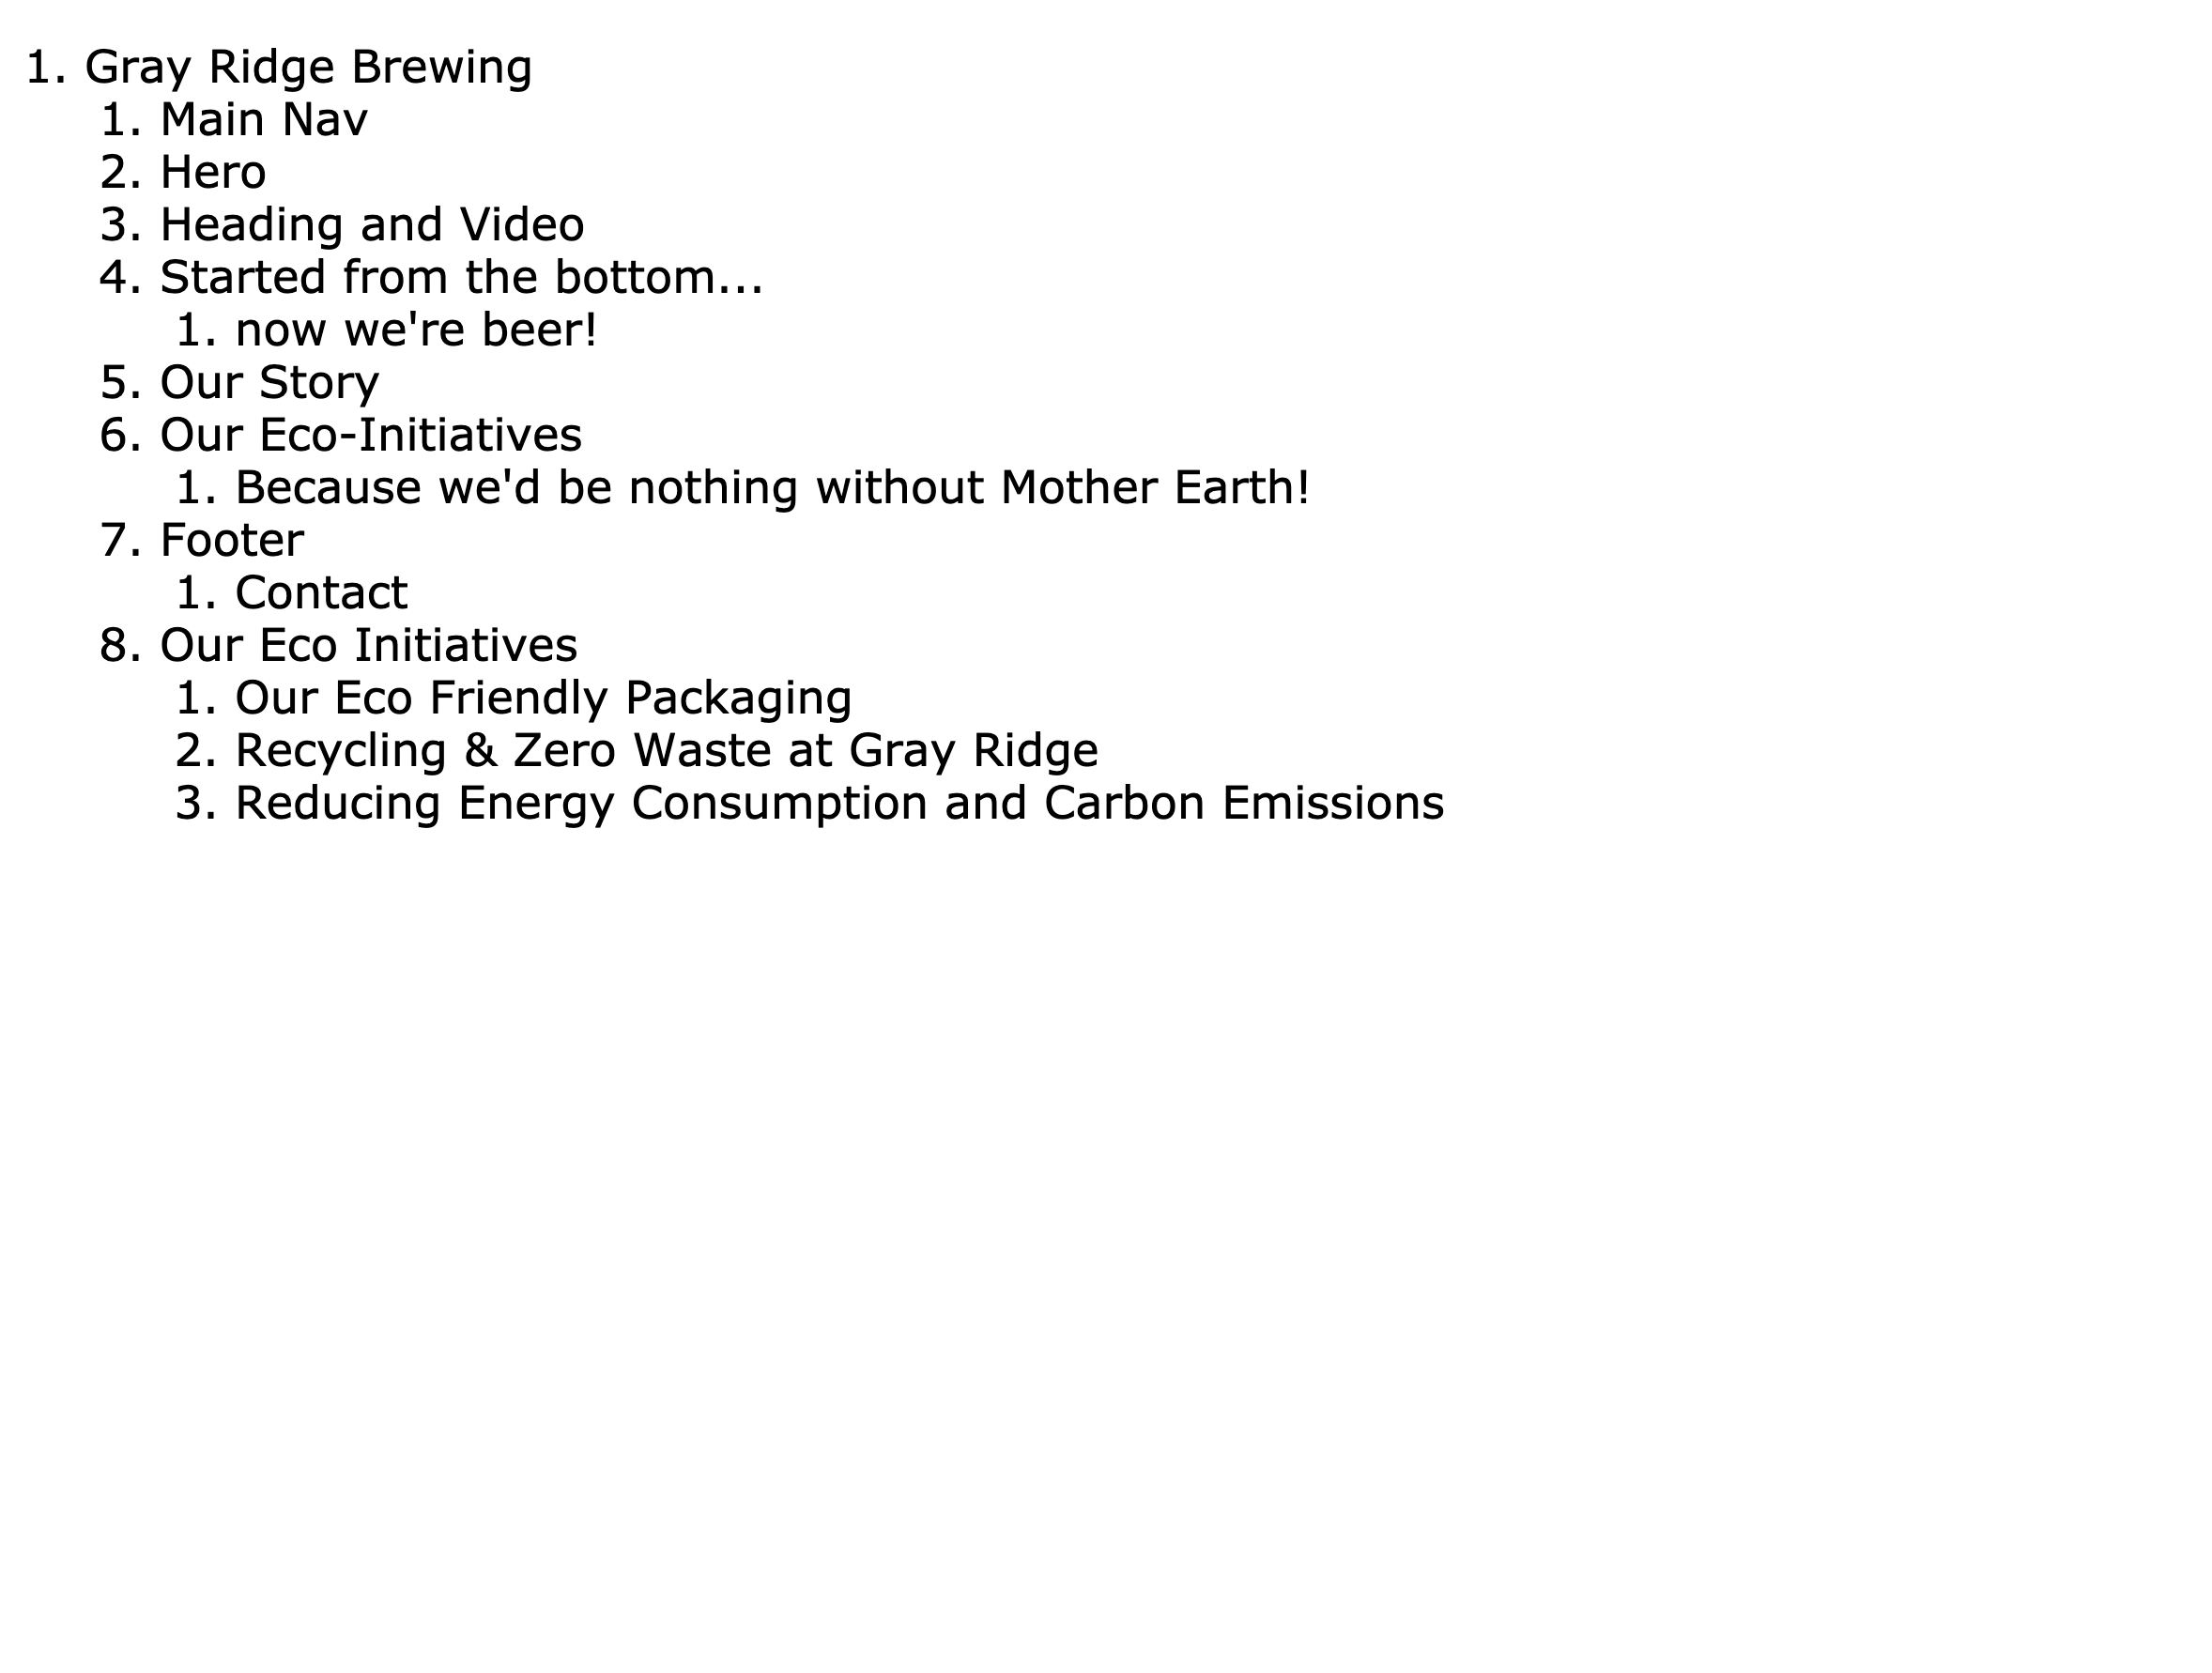 1. Gray Ridge Brewing
1. Main Nav
2. Hero
3. Heading and Video
4. Started from the bottom...
1. now we're beer!
5. Our Story
6. Our Eco-Initiatives
1. Because we'd be nothing without Mother Earth!
7. Footer
1. Contact
8. Our Eco Initiatives
1. Our Eco Friendly Packaging
2. Recycling & Zero Waste at Gray Ridge
3. Reducing Energy Consumption and Carbon Emissions